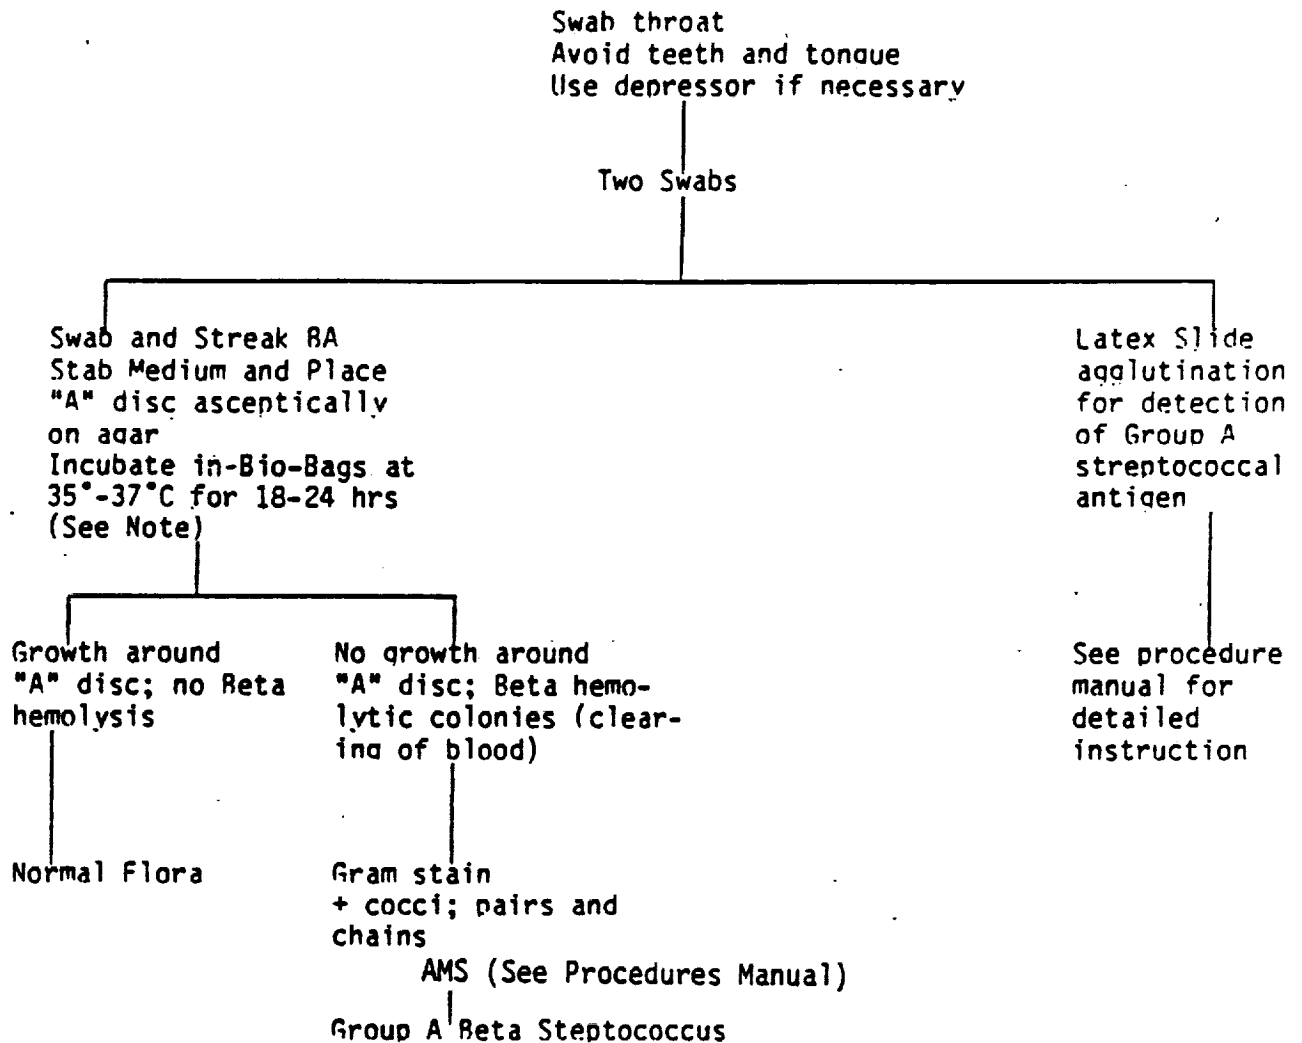 Swab throat
Avoid teeth and tongue
Use depressor if necessary
Two Swabs
Swab and Streak BA
Stab Medium and Place
"A" disc asceptically
on agar
Incubate in-Bio-Bags at
35°-37°C for 18-24 hrs
(See Note)
Latex Slide
agglutination
for detection
of Group A
streptococcal
antigen
Growth around
"A" disc; no Beta
hemolysis
No growth around
"A" disc; Beta hemo-
lytic colonies (clear-
ing of blood)
See procedure
manual for
detailed
instruction
Normal Flora
Gram stain
+ cocci; pairs and
chains
AMS (See Procedures Manual)
Group A Beta Steptococcus